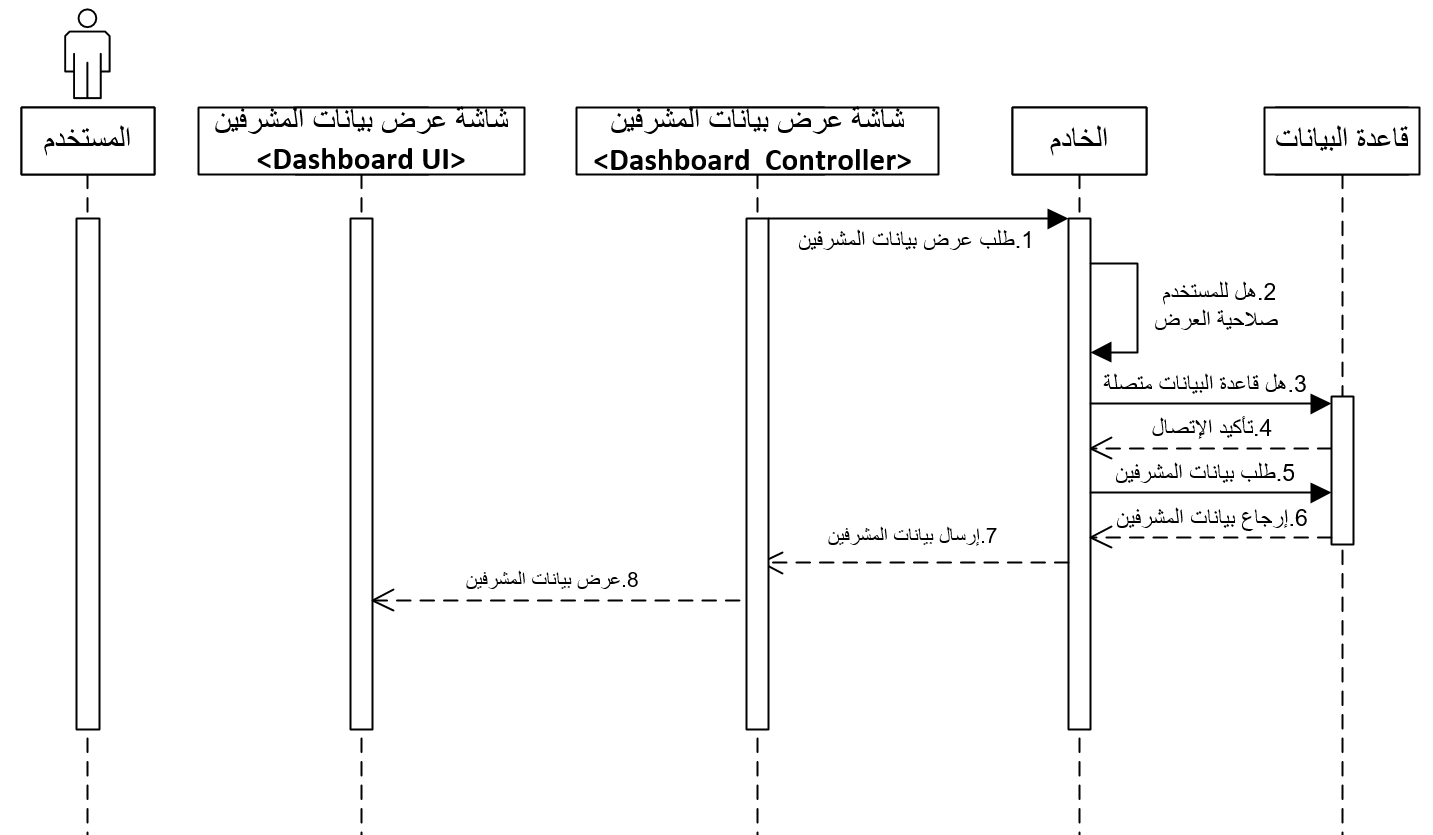 المستخدم
شاشة عرض بيانات المشرفين
<Dashboard UI>
شاشة عرض بيانات المشرفين
<Dashboard Controller>
الخادم
قاعدة البيانات
1.طلب عرض بيانات المشرفين
2.هل للمستخدم
صلاحية العرض
3.هل قاعدة البيانات متصلة
4.تأكيد الإتصال
5.طلب بيانات المشرفين
6.إرجاع بيانات المشرفين
7.إرسال بيانات المشرفين
8.عرض بيانات المشرفين